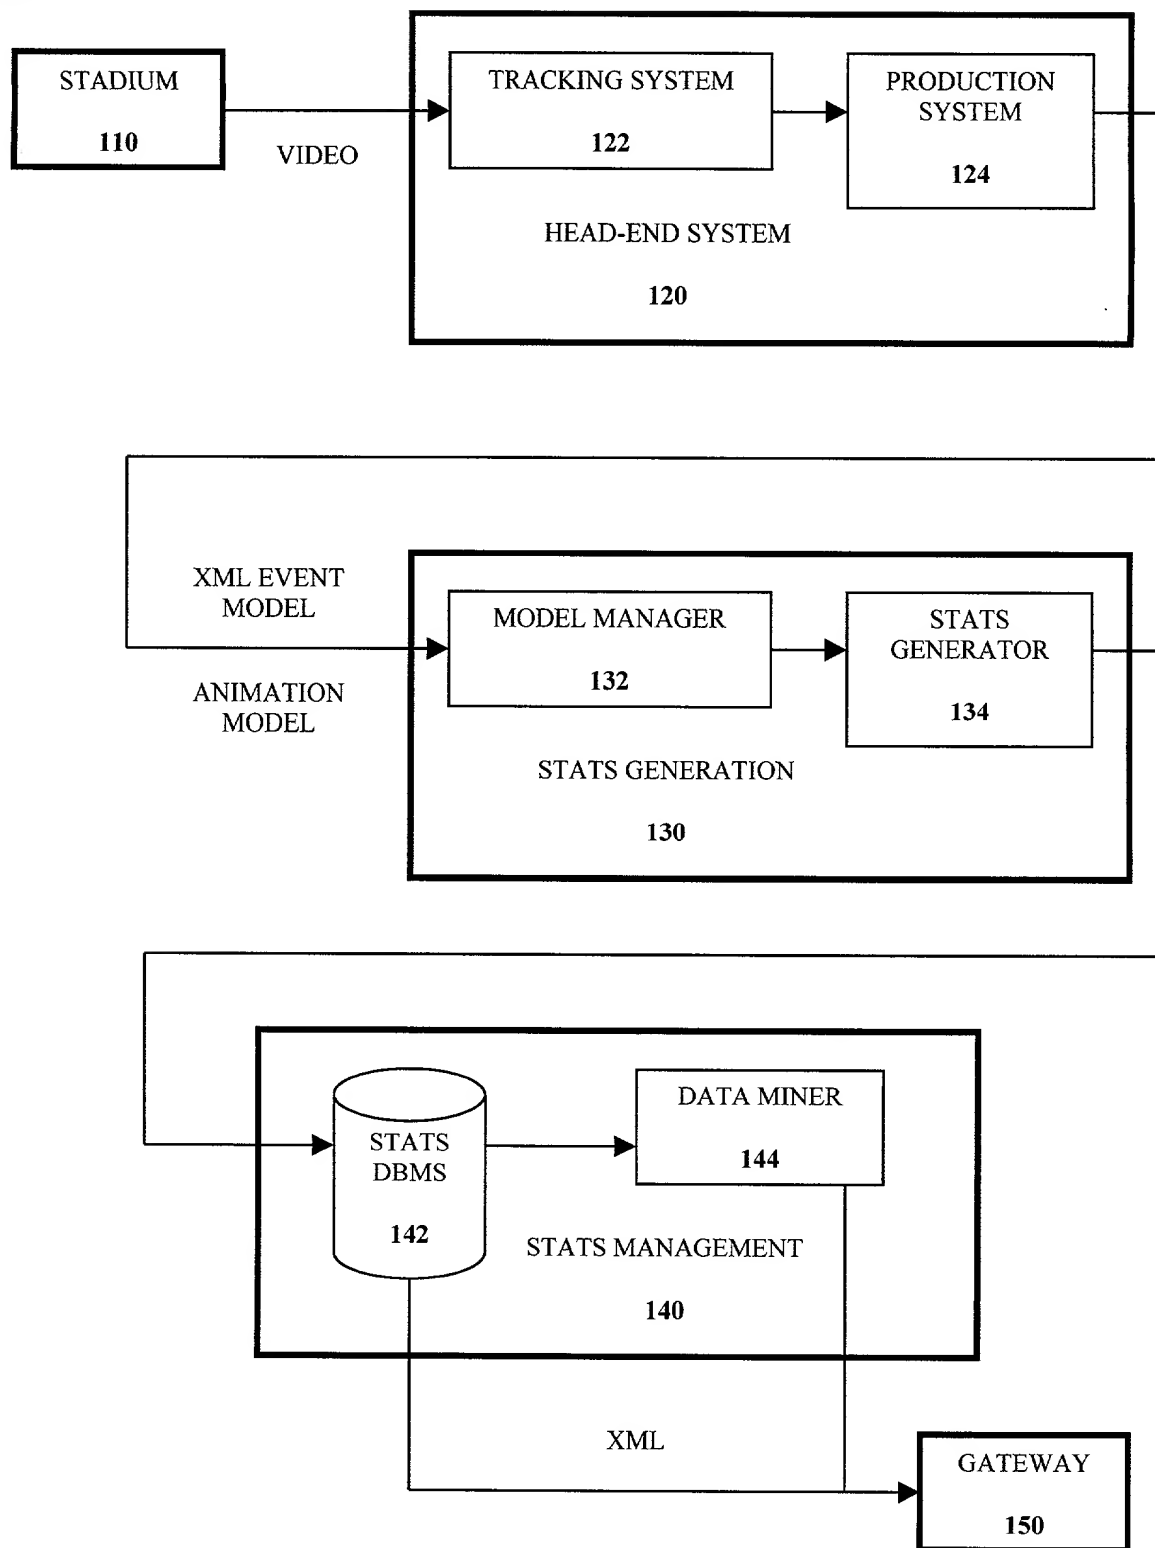 STADIUM
110
VIDEO
TRACKING SYSTEM
122
PRODUCTION
SYSTEM
124
HEAD-END SYSTEM
120
XML EVENT
MODEL
ANIMATION
MODEL
MODEL MANAGER
132
STATS
GENERATOR
134
STATS GENERATION
130
STATS
DBMS
142
DATA MINER
144
STATS MANAGEMENT
140
XML
GATEWAY
150